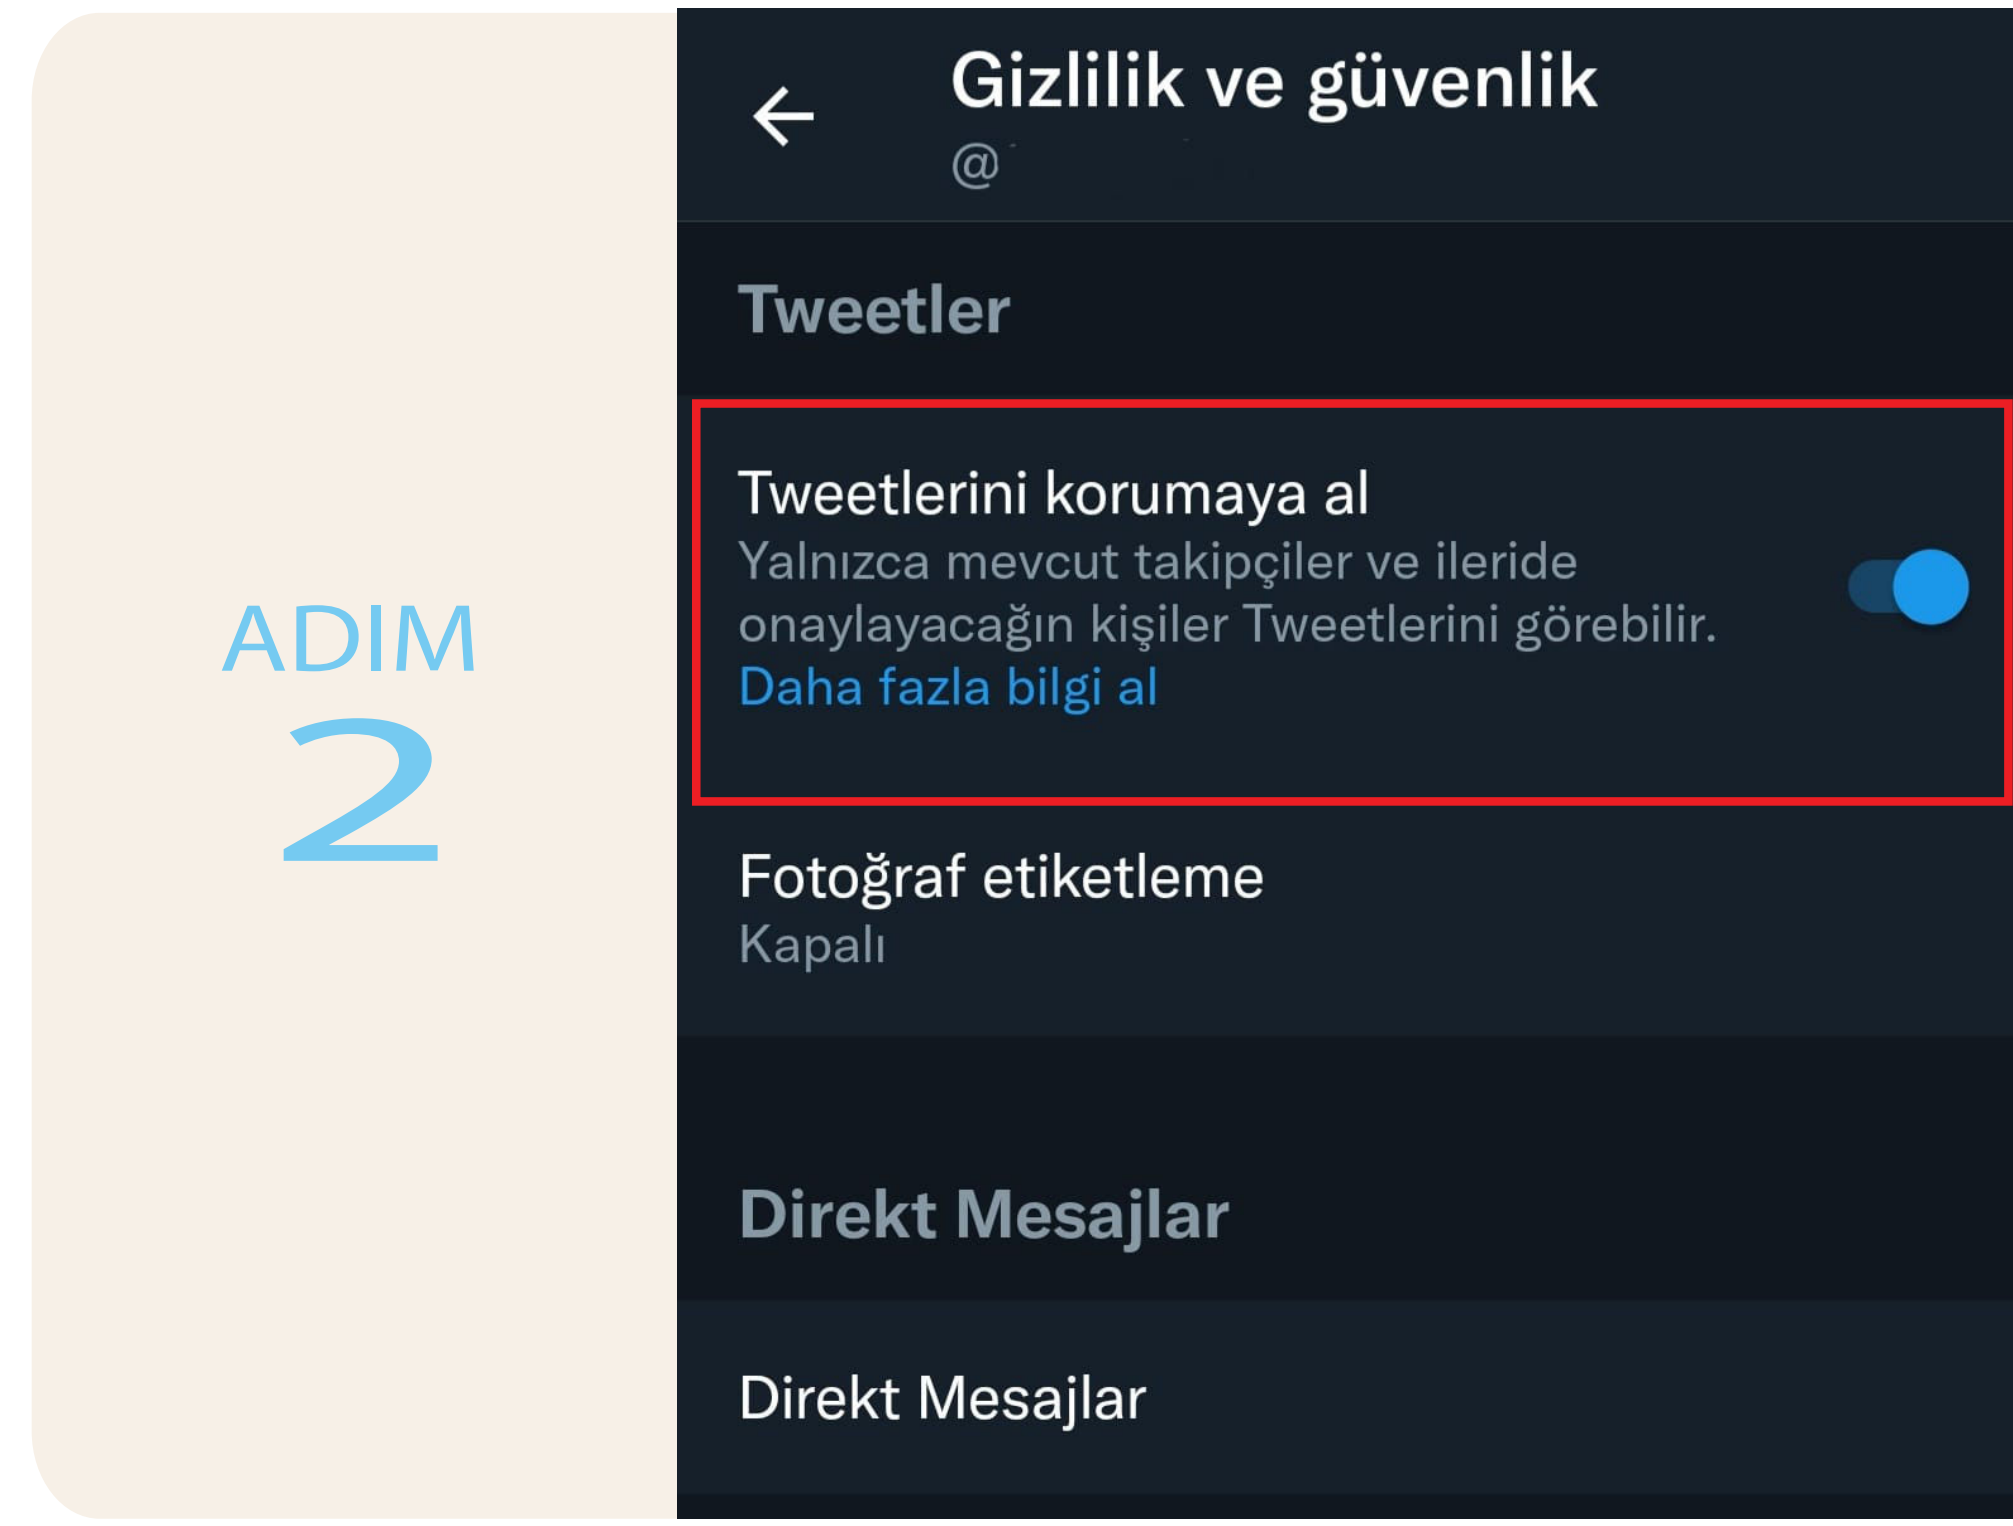 ADIM
2
Gizlilik ve güvenlik
@
Tweetler
Tweetlerini korumaya al
Yalnızca mevcut takipçiler ve ileride
onaylayacağın kişiler Tweetlerini görebilir.
Daha fazla bilgi al
Fotoğraf etiketleme
Kapalı
Direkt Mesajlar
Direkt Mesajlar